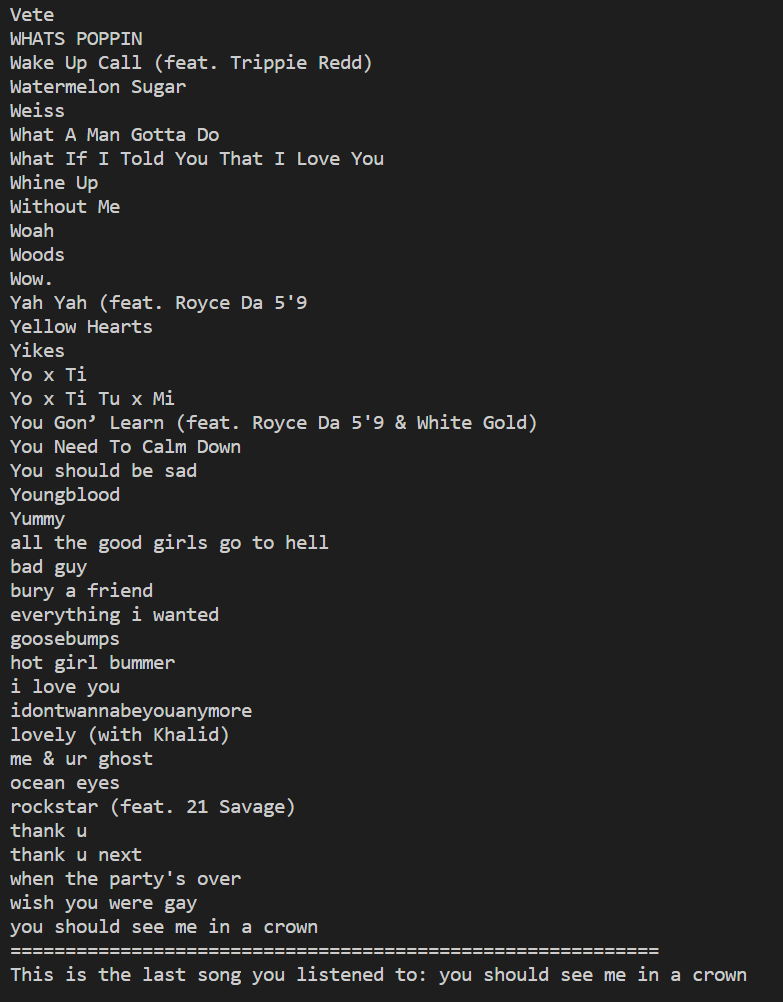 Vete
WHATS POPPIN
Wake Up Call (feat. Trippie Redd)
Watermelon Sugar
Weiss
What A Man Gotta Do
What If I Told You That I Love You
Whine Up
Without Me
Woah
Woods
Wow.
Yah Yah (feat. Royce Da 5'9
Yellow Hearts
Yikes
Yo x Ti
Yo x Ti Tu x Mi
You Gon’ Learn (feat. Royce Da 5'9 & White Gold)
You Need To Calm Down
You should be sad
Youngblood
Yummy
all the good girls go to hell
bad guy
bury a friend
everything i wanted
goosebumps
hot girl bummer
i love you
idontwannabeyouanymore
lovely (with Khalid)
me & ur ghost
ocean eyes
rockstar (feat. 21 Savage)
thank u
thank u next
when the party's over
wish you were gay
you should see me in a crown
===========================================================
This is the last song you listened to: you should see me in a crown